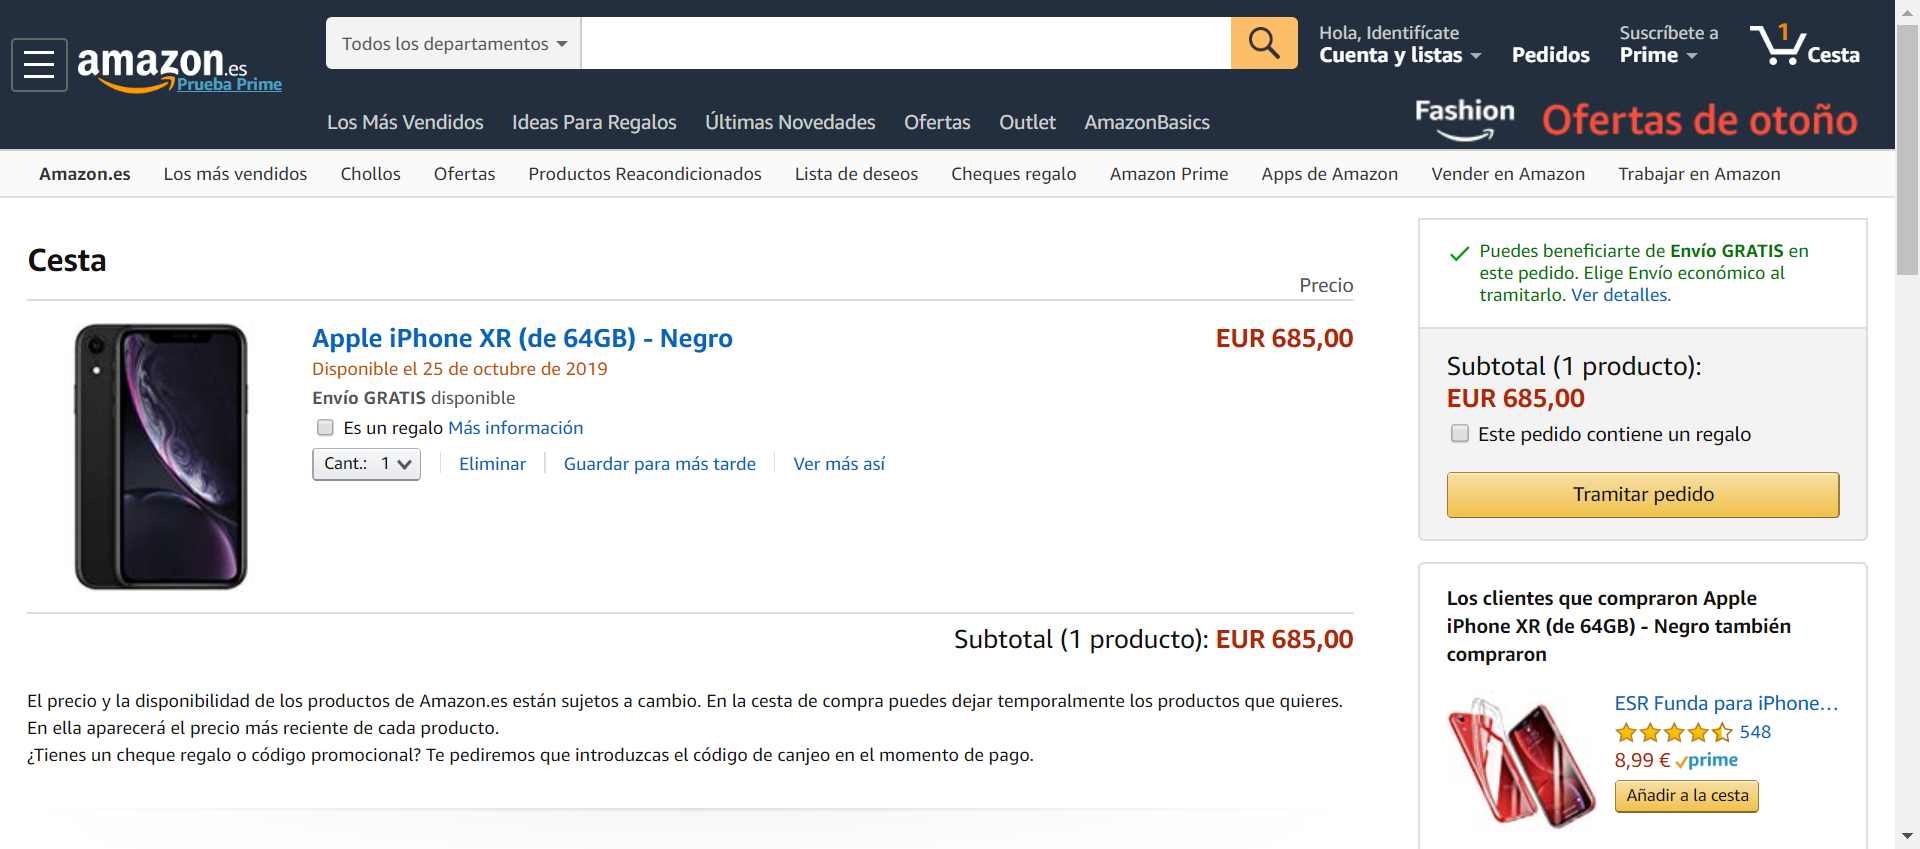 Todos los departamentos
Hola, Identifícate
Cuenta y listas
Pedidos
Suscríbete a
Prime
1
Cesta
amazon.es
Prueba Prime
Los Más Vendidos Ideas Para Regalos Últimas Novedades Ofertas Outlet AmazonBasics
Fashion
Ofertas de otoño
Amazon.es Los más vendidos Chollos Ofertas Productos Reacondicionados Lista de deseos Cheques regalo Amazon Prime Apps de Amazon Vender en Amazon Trabajar en Amazon
Cesta
Precio
Apple iPhone XR (de 64GB) - Negro
EUR 685,00
Disponible el 25 de octubre de 2019
Envío GRATIS disponible
Es un regalo Más información
Cant.: 1
Eliminar
Guardar para más tarde
Ver más así
Subtotal (1 producto): EUR 685,00
El precio y la disponibilidad de los productos de Amazon.es están sujetos a cambio. En la cesta de compra puedes dejar temporalmente los productos que quieres.
En ella aparecerá el precio más reciente de cada producto.
¿Tienes un cheque regalo o código promocional? Te pediremos que introduzcas el código de canjeo en el momento de pago.
Puedes beneficiarte de Envío GRATIS en
este pedido. Elige Envío económico al
tramitarlo. Ver detalles.
Subtotal (1 producto):
EUR 685,00
Este pedido contiene un regalo
Tramitar pedido
Los clientes que compraron Apple
iPhone XR (de 64GB) - Negro también
compraron
ESR Funda para iPhone…
548
8,99 € prime
Añadir a la cesta